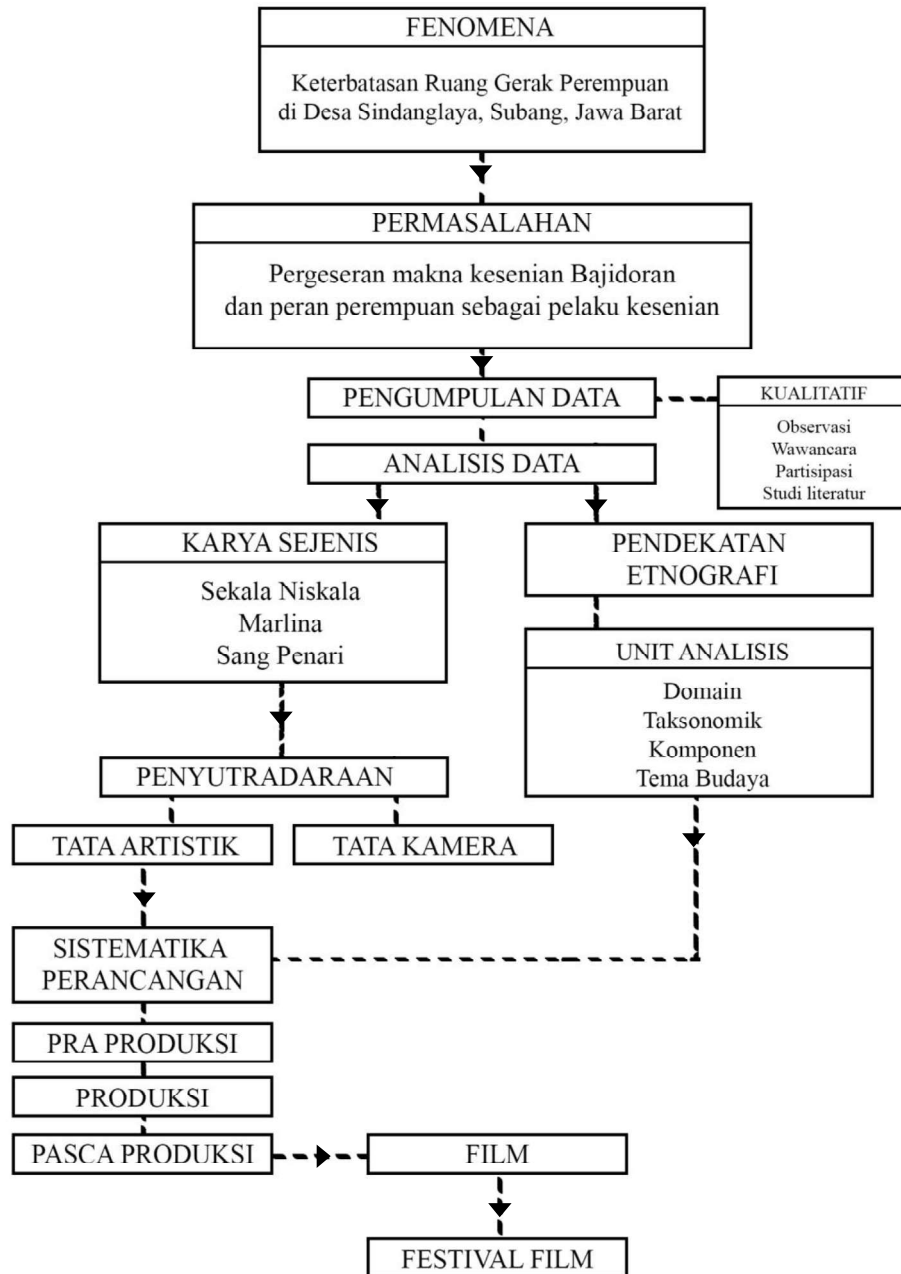 FENOMENA
Keterbatasan Ruang Gerak Perempuan
di Desa Sindanglaya, Subang, Jawa Barat
PERMASALAHAN
Pergeseran makna kesenian Bajidoran
dan peran perempuan sebagai pelaku kesenian
PENGUMPULAN DATA
KUALITATIF
Observasi
Wawancara
Partisipasi
Studi literatur
ANALISIS DATA
KARYA SEJENIS
Sekala Niskala
Marlina
Sang Penari
PENDEKATAN
ETNOGRAFI
UNIT ANALISIS
Domain
Taksonomik
Komponen
Tema Budaya
PENYUTRADARAAN
TATA ARTISTIK
TATA KAMERA
SISTEMATIKA
PERANCANGAN
PRA PRODUKSI
PRODUKSI
PASCA PRODUKSI
FILM
FESTIVAL FILM